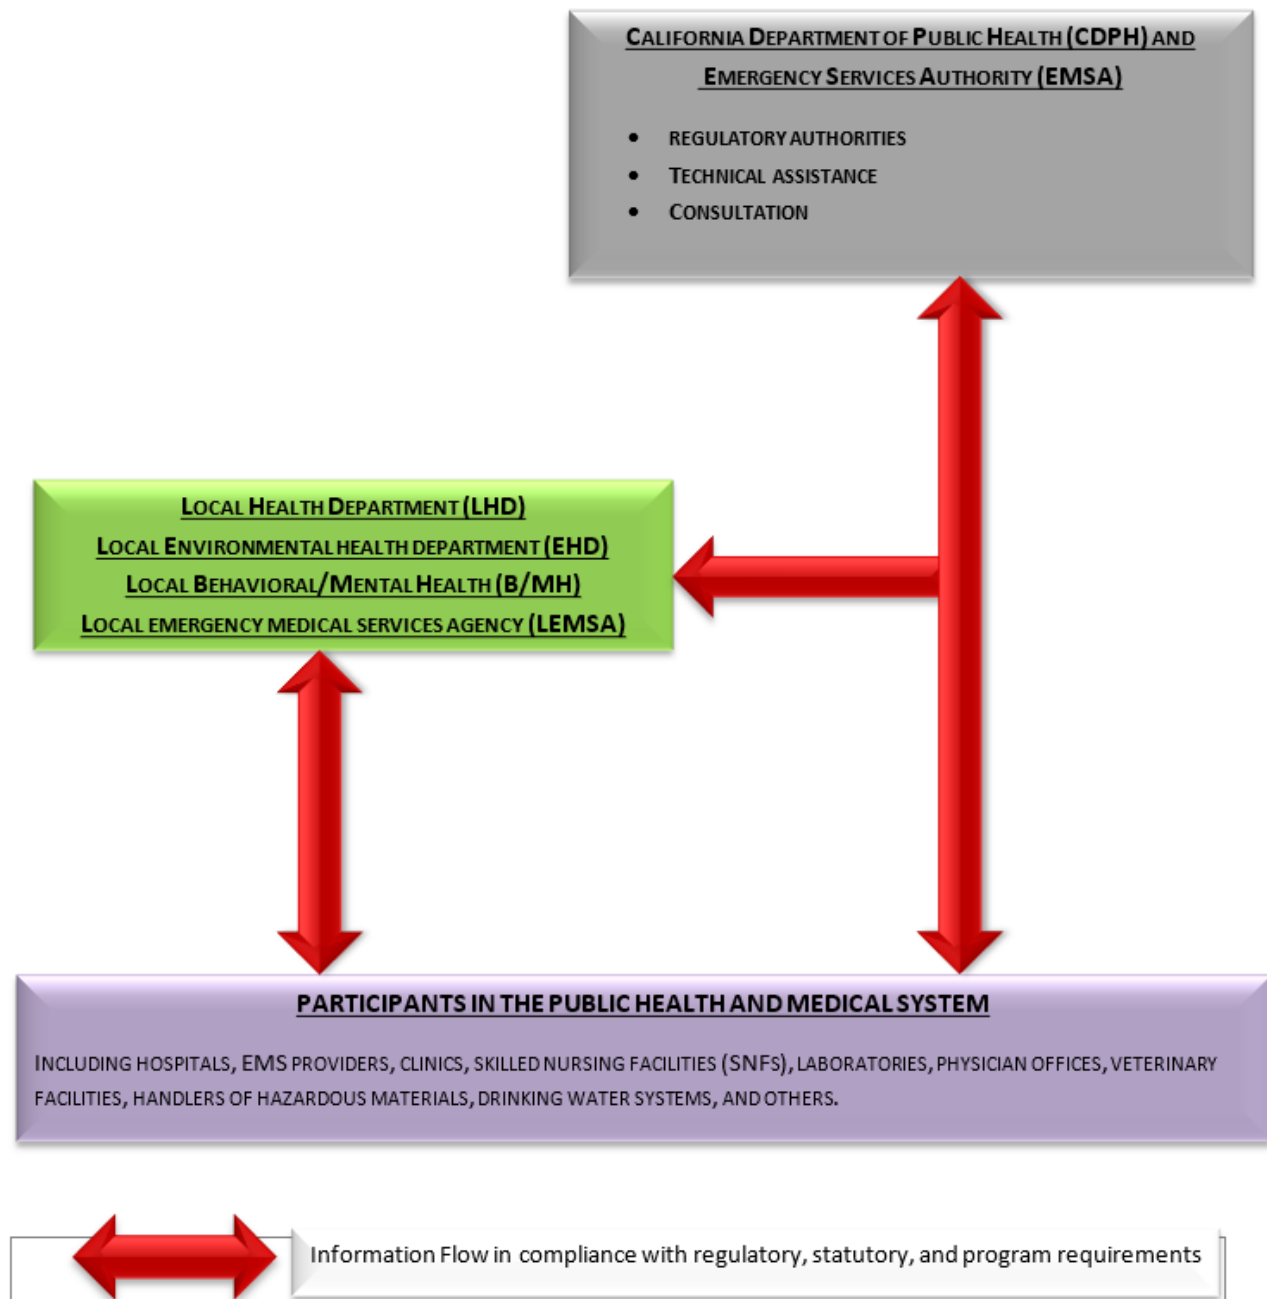 CALIFORNIA DEPARTMENT OF PUBLIC HEALTH (CDPH) AND
EMERGENCY SERVICES AUTHORITY (EMSA)
• REGULATORY AUTHORITIES
• TECHNICAL ASSISTANCE
• CONSULTATION
LOCAL HEALTH DEPARTMENT (LHD)
LOCAL ENVIRONMENTAL HEALTH DEPARTMENT (EHD)
LOCAL BEHAVIORAL/MENTAL HEALTH (B/MH)
LOCAL EMERGENCY MEDICAL SERVICES AGENCY (LEMSA)
PARTICIPANTS IN THE PUBLIC HEALTH AND MEDICAL SYSTEM
INCLUDING HOSPITALS, EMS PROVIDERS, CLINICS, SKILLED NURSING FACILITIES (SNFS), LABORATORIES, PHYSICIAN OFFICES, VETERINARY
FACILITIES, HANDLERS OF HAZARDOUS MATERIALS, DRINKING WATER SYSTEMS, AND OTHERS.
Information Flow in compliance with regulatory, statutory, and program requirements